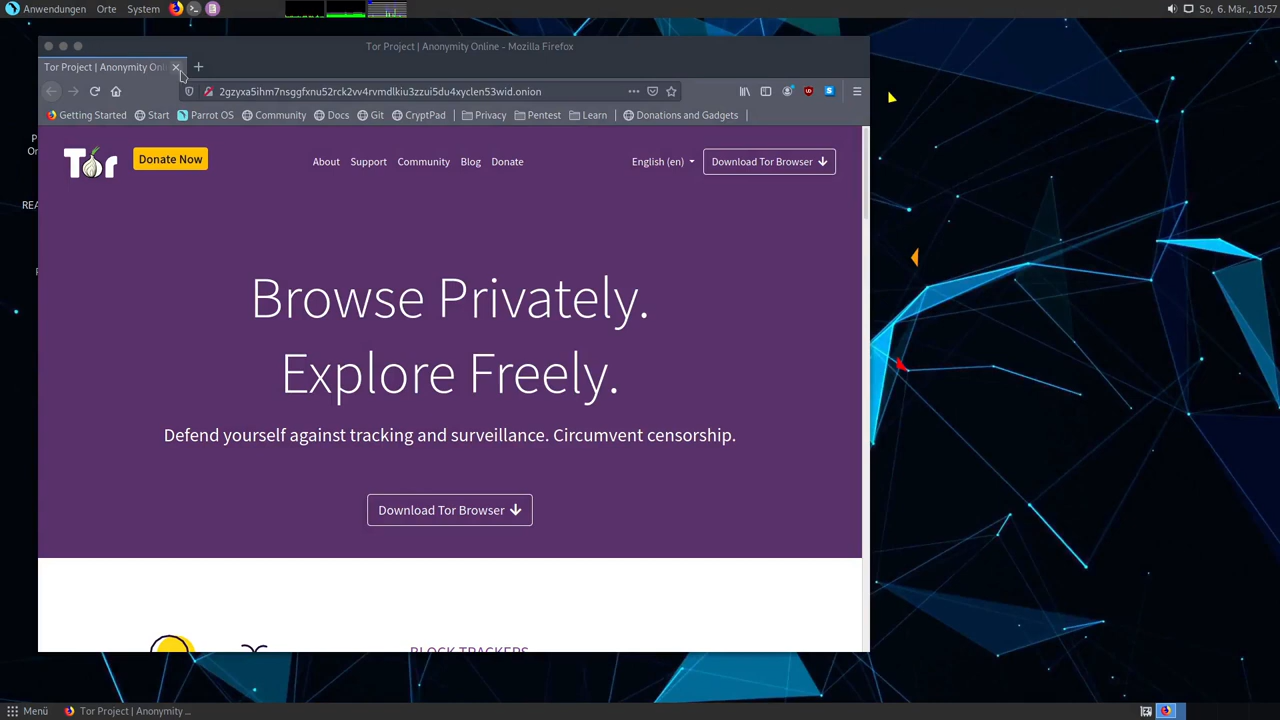 Anwendungen Orte System So, 6. Mär., 10:57
Tor Project | Anonymity Online - Mozilla Firefox
Tor Project | Anonymity Onli
2gzyxa5ihm7nsggfxnu52rck2vv4rvmdlkiu3zzui5du4xyclen53wid.onion
Getting Started Start Parrot OS Community Docs Git CryptPad Privacy Pentest Learn Donations and Gadgets
Tor Donate Now About Support Community Blog Donate English (en) Download Tor Browser
Browse Privately.
Explore Freely.
Defend yourself against tracking and surveillance. Circumvent censorship.
Download Tor Browser
BLOCK TRACKERS
Menü Tor Project | Anonymity ...